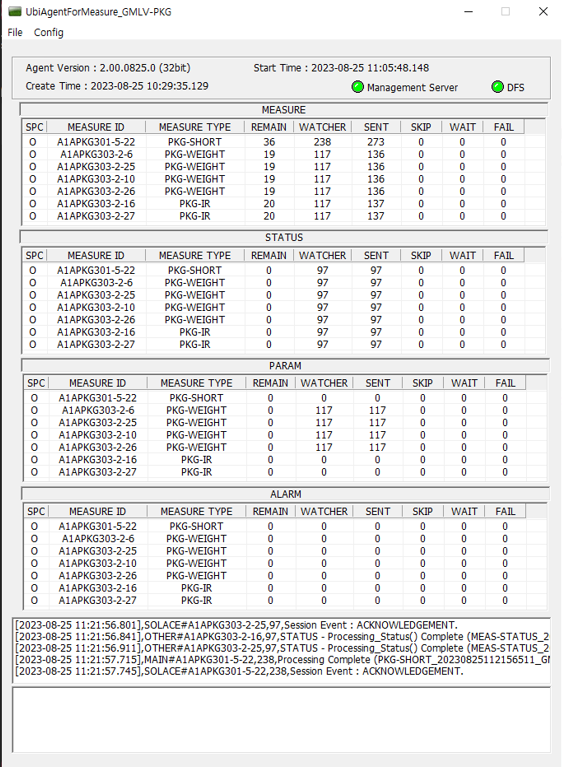 UbiAgentForMeasure_GMLV-PKG
File Config
Agent Version : 2.00.0825.0 (32bit) Start Time : 2023-08-25 11:05:48.148
Create Time : 2023-08-25 10:29:35.129 Management Server DFS
MEASURE
SPC MEASURE ID MEASURE TYPE REMAIN WATCHER SENT SKIP WAIT FAIL
O A1APKG301-5-22 PKG-SHORT 36 238 273 0 0 0
O A1APKG303-2-6 PKG-WEIGHT 19 117 136 0 0 0
O A1APKG303-2-25 PKG-WEIGHT 19 117 136 0 0 0
O A1APKG303-2-10 PKG-WEIGHT 19 117 136 0 0 0
O A1APKG303-2-26 PKG-WEIGHT 19 117 136 0 0 0
O A1APKG303-2-16 PKG-IR 20 117 137 0 0 0
O A1APKG303-2-27 PKG-IR 20 117 137 0 0 0
STATUS
SPC MEASURE ID MEASURE TYPE REMAIN WATCHER SENT SKIP WAIT FAIL
O A1APKG301-5-22 PKG-SHORT 0 97 97 0 0 0
O A1APKG303-2-6 PKG-WEIGHT 0 97 97 0 0 0
O A1APKG303-2-25 PKG-WEIGHT 0 97 97 0 0 0
O A1APKG303-2-10 PKG-WEIGHT 0 97 97 0 0 0
O A1APKG303-2-26 PKG-WEIGHT 0 97 97 0 0 0
O A1APKG303-2-16 PKG-IR 0 97 97 0 0 0
O A1APKG303-2-27 PKG-IR 0 97 97 0 0 0
PARAM
SPC MEASURE ID MEASURE TYPE REMAIN WATCHER SENT SKIP WAIT FAIL
O A1APKG301-5-22 PKG-SHORT 0 0 0 0 0 0
O A1APKG303-2-6 PKG-WEIGHT 0 117 117 0 0 0
O A1APKG303-2-25 PKG-WEIGHT 0 117 117 0 0 0
O A1APKG303-2-10 PKG-WEIGHT 0 117 117 0 0 0
O A1APKG303-2-26 PKG-WEIGHT 0 117 117 0 0 0
O A1APKG303-2-16 PKG-IR 0 0 0 0 0 0
O A1APKG303-2-27 PKG-IR 0 0 0 0 0 0
ALARM
SPC MEASURE ID MEASURE TYPE REMAIN WATCHER SENT SKIP WAIT FAIL
O A1APKG301-5-22 PKG-SHORT 0 0 0 0 0 0
O A1APKG303-2-6 PKG-WEIGHT 0 0 0 0 0 0
O A1APKG303-2-25 PKG-WEIGHT 0 0 0 0 0 0
O A1APKG303-2-10 PKG-WEIGHT 0 0 0 0 0 0
O A1APKG303-2-26 PKG-WEIGHT 0 0 0 0 0 0
O A1APKG303-2-16 PKG-IR 0 0 0 0 0 0
O A1APKG303-2-27 PKG-IR 0 0 0 0 0 0
[2023-08-25 11:21:56.801],SOLACE#A1APKG303-2-25,97,Session Event : ACKNOWLEDGEMENT.
[2023-08-25 11:21:56.841],OTHER#A1APKG303-2-16,97,STATUS - Processing_Status() Complete (MEAS-STATUS_2
[2023-08-25 11:21:56.911],OTHER#A1APKG303-2-25,97,STATUS - Processing_Status() Complete (MEAS-STATUS_2
[2023-08-25 11:21:57.715],MAIN#A1APKG301-5-22,238,Processing Complete (PKG-SHORT_20230825112156511_GM
[2023-08-25 11:21:57.745],SOLACE#A1APKG301-5-22,238,Session Event : ACKNOWLEDGEMENT.